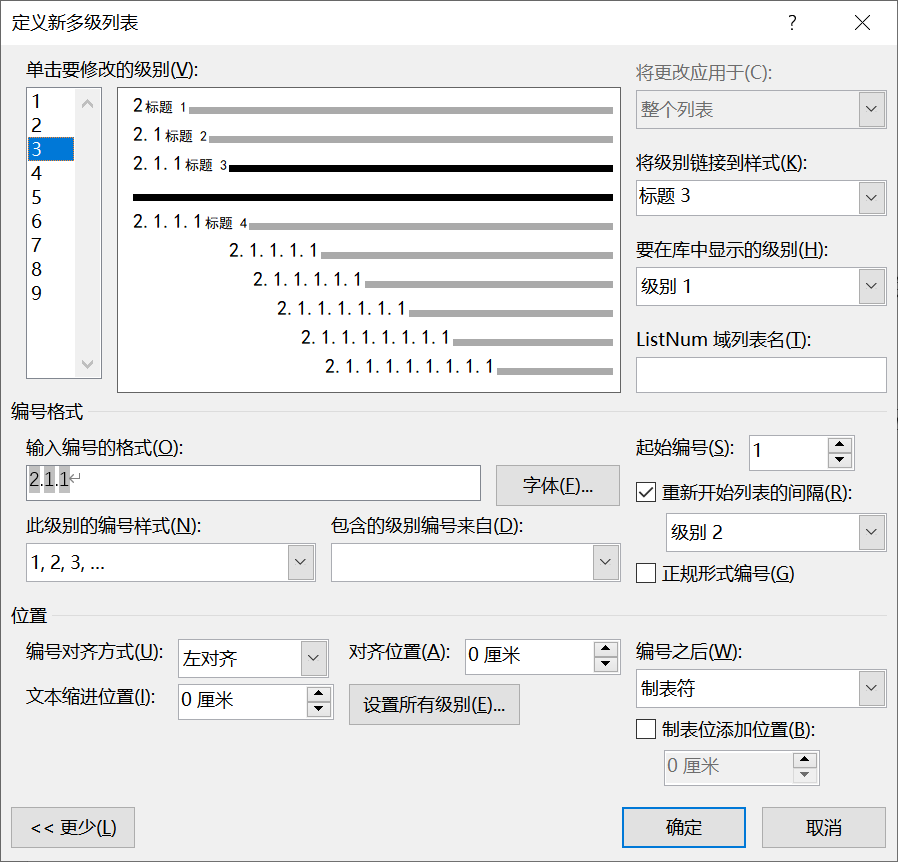 定义新多级列表
?
单击要修改的级别(V):
1
2
3
4
5
6
7
8
9
2 标题 1
2.1 标题 2
2.1.1 标题 3
2.1.1.1 标题 4
2.1.1.1.1
2.1.1.1.1.1
2.1.1.1.1.1.1
2.1.1.1.1.1.1.1
2.1.1.1.1.1.1.1.1
将更改应用于(C):
整个列表
将级别链接到样式(K):
标题 3
要在库中显示的级别(H):
级别 1
ListNum 域列表名(T):
编号格式
输入编号的格式(O):
2.1.1↵
字体(F)...
起始编号(S): 1
重新开始列表的间隔(R):
级别 2
此级别的编号样式(N):
1, 2, 3, ...
包含的级别编号来自(D):
正规形式编号(G)
位置
编号对齐方式(U): 左对齐
对齐位置(A): 0 厘米
文本缩进位置(I): 0 厘米
设置所有级别(E)...
编号之后(W):
制表符
制表位添加位置(B):
0 厘米
<< 更少(L)
确定
取消